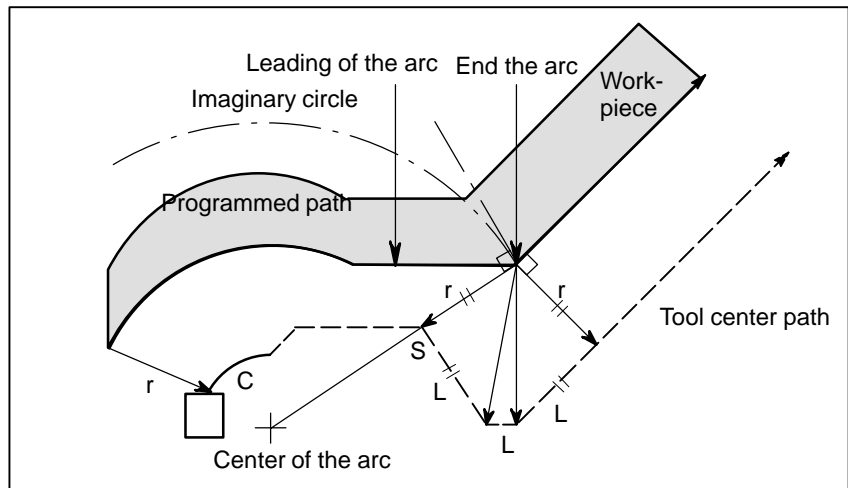 Leading of the arc
End the arc
Imaginary circle
Work-
piece
Programmed path
r
r
Tool center path
S
r
C
L
L
L
Center of the arc